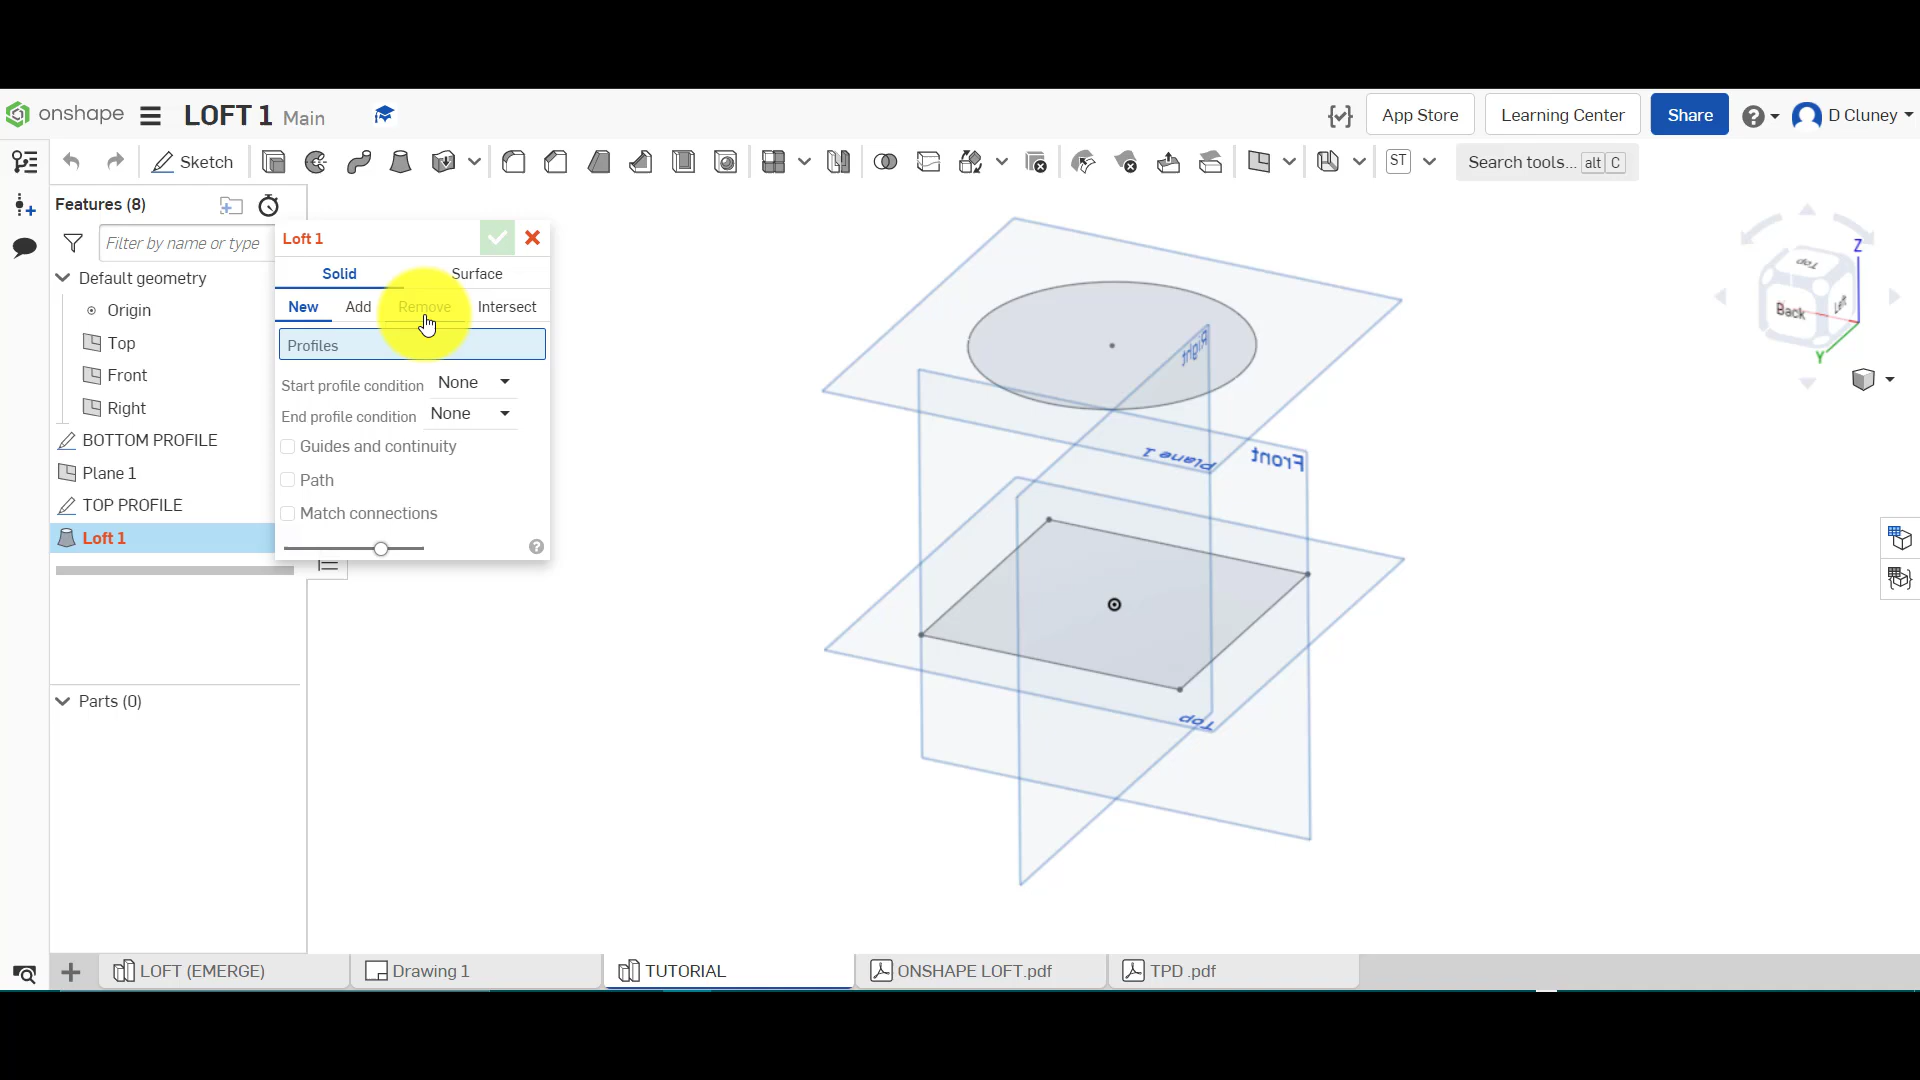 onshape LOFT 1 Main App Store Learning Center Share D Cluney
Sketch ST Search tools... alt C
Features (8)
Filter by name or type
Default geometry
Origin
Top
Front
Right
BOTTOM PROFILE
Plane 1
TOP PROFILE
Loft 1
Parts (0)
Loft 1
Solid Surface
New Add Remove Intersect
Profiles
Start profile condition None
End profile condition None
Guides and continuity
Path
Match connections
Right
Plane 1
Front
Top
Z
Top
Back
Left
Y
LOFT (EMERGE) Drawing 1 TUTORIAL ONSHAPE LOFT.pdf TPD .pdf